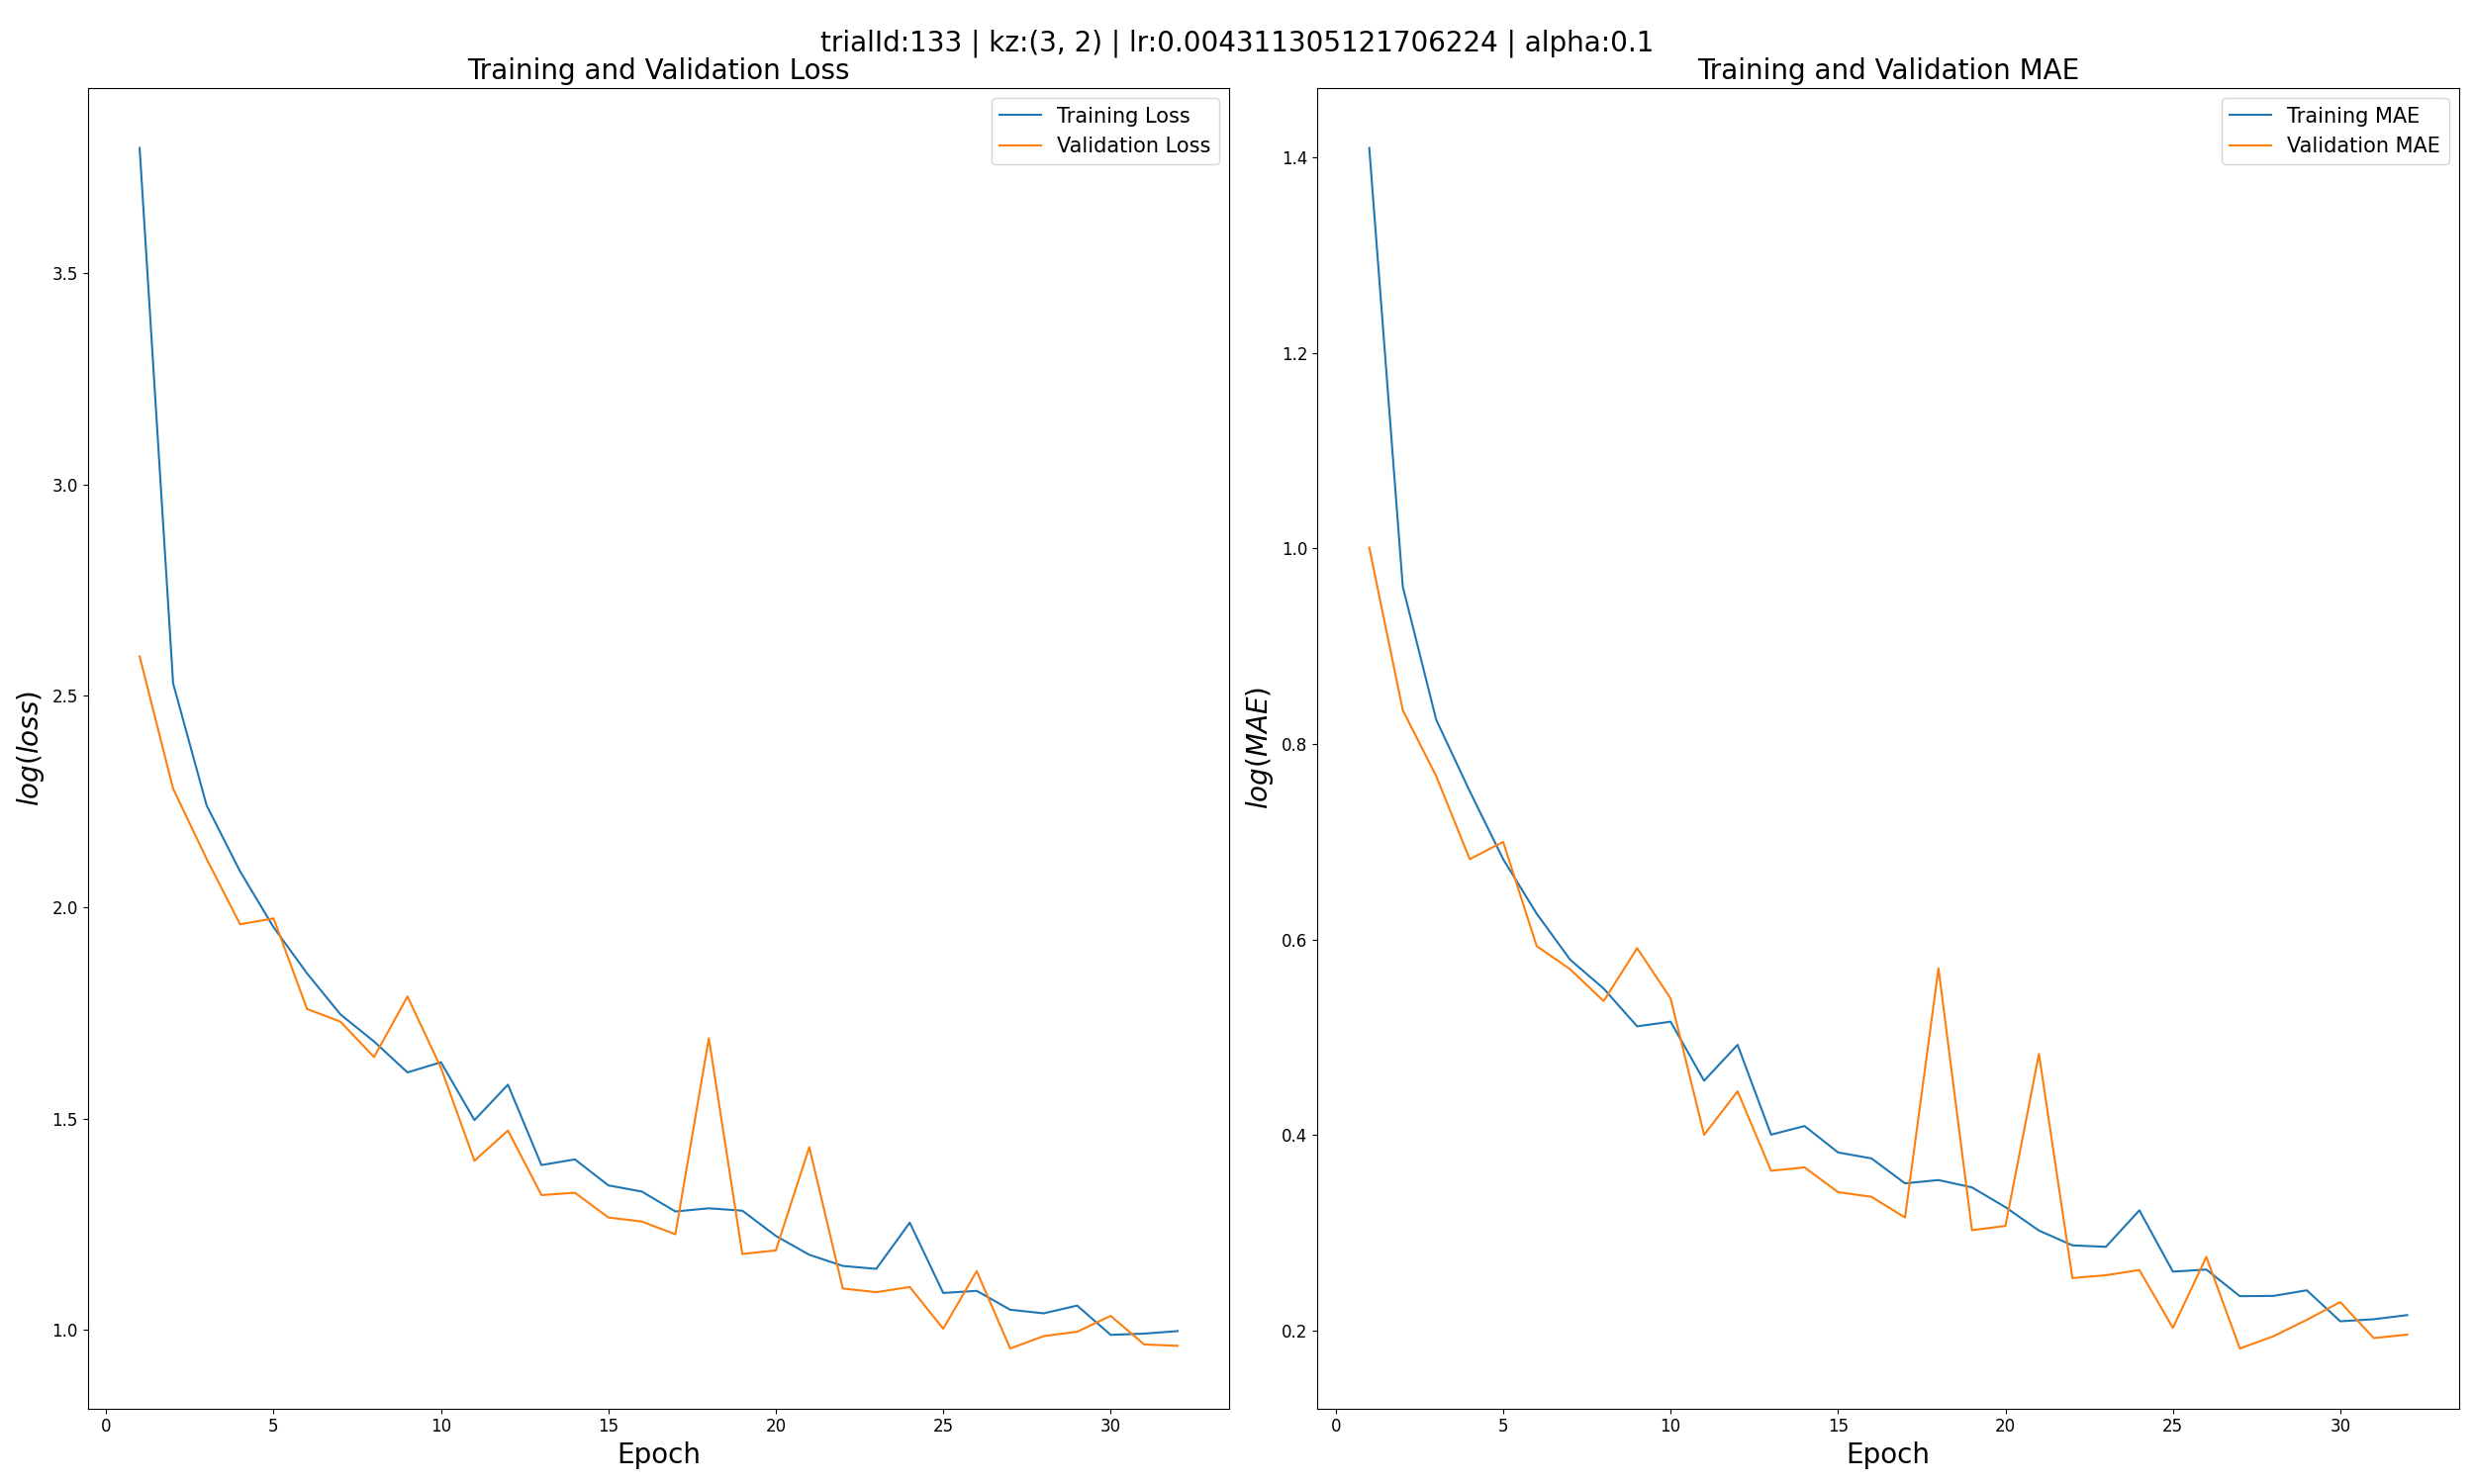 trialId:133 | kz:(3, 2) | lr:0.004311305121706224 | alpha:0.1
Training and Validation Loss
Training Loss
Validation Loss
3.5
3.0
2.5
2.0
1.5
1.0
log(loss)
0 5 10 15 20 25 30
Epoch
Training and Validation MAE
Training MAE
Validation MAE
1.4
1.2
1.0
0.8
0.6
0.4
0.2
log(MAE)
0 5 10 15 20 25 30
Epoch